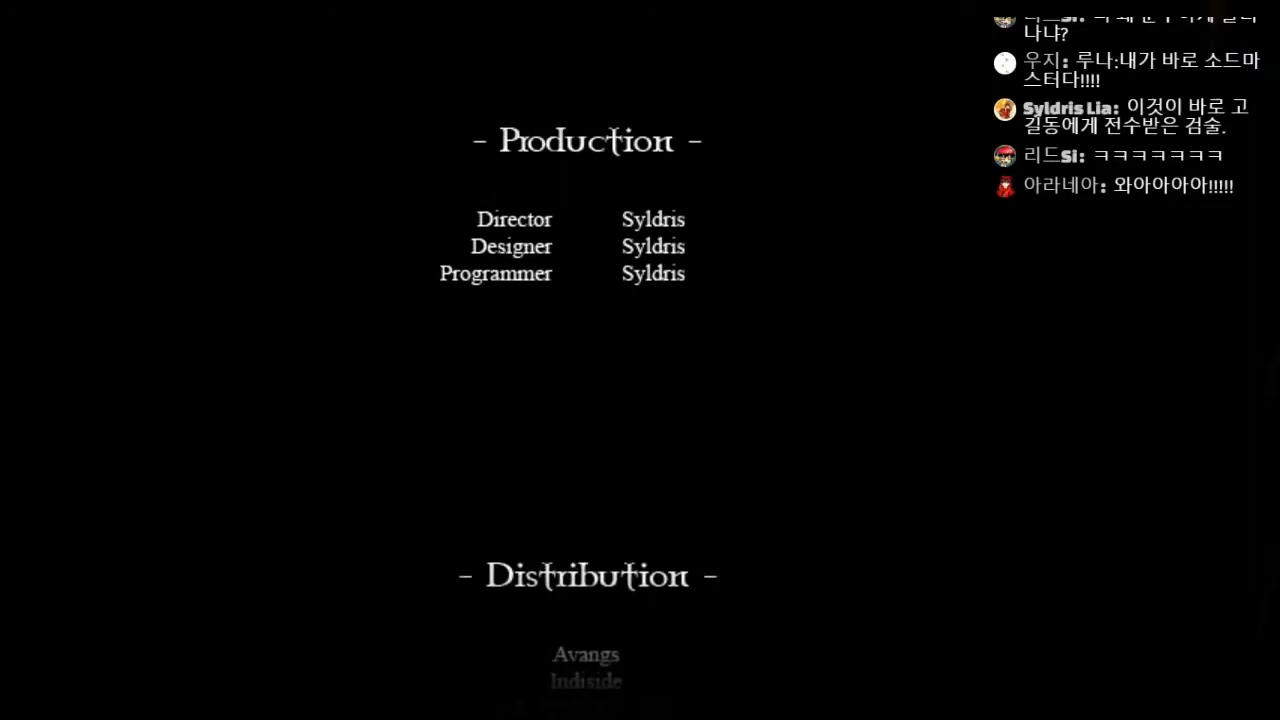 - Production -
Director Syldris
Designer Syldris
Programmer Syldris
- Distribution -
Avangs
Indiside
나냐?
우지: 루나:내가 바로 소드마
스터다!!!!
Syldris Lia: 이것이 바로 고
길동에게 전수받은 검술.
리드Si: ㅋㅋㅋㅋㅋㅋㅋ
아라네아: 와아아아아!!!!!